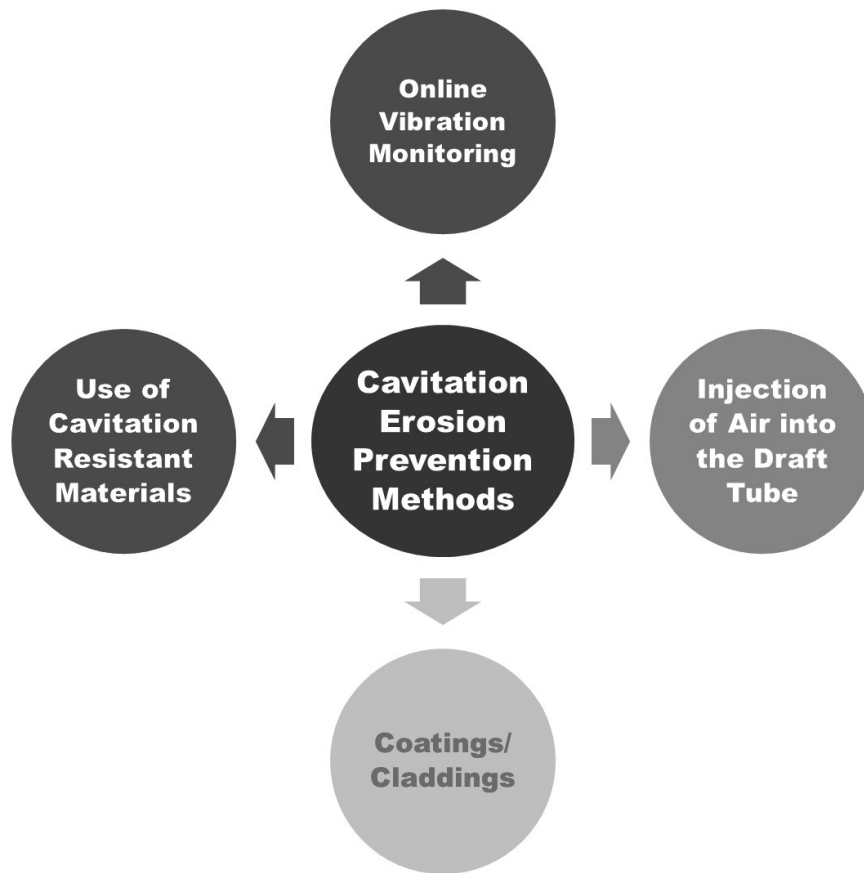 Online
Vibration
Monitoring
Use of
Cavitation
Resistant
Materials
Cavitation
Erosion
Prevention
Methods
Injection
of Air into
the Draft
Tube
Coatings/
Claddings